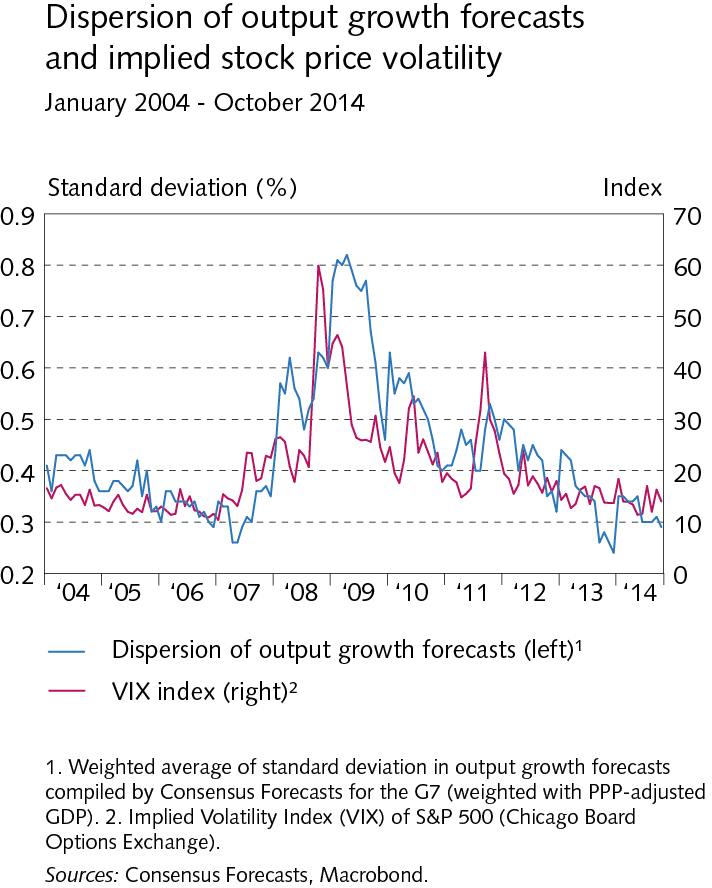 Dispersion of output growth forecasts
and implied stock price volatility
January 2004 - October 2014
Standard deviation (%) Index
0.9 70
0.8 60
0.7 50
0.6 40
0.5 30
0.4 20
0.3 10
0.2 0
‘04 ‘05 ‘06 ‘07 ‘08 ‘09 ‘10 ‘11 ‘12 ‘13 ‘14
Dispersion of output growth forecasts (left)¹
VIX index (right)²
1. Weighted average of standard deviation in output growth forecasts
compiled by Consensus Forecasts for the G7 (weighted with PPP-adjusted
GDP). 2. Implied Volatility Index (VIX) of S&P 500 (Chicago Board
Options Exchange).
Sources: Consensus Forecasts, Macrobond.